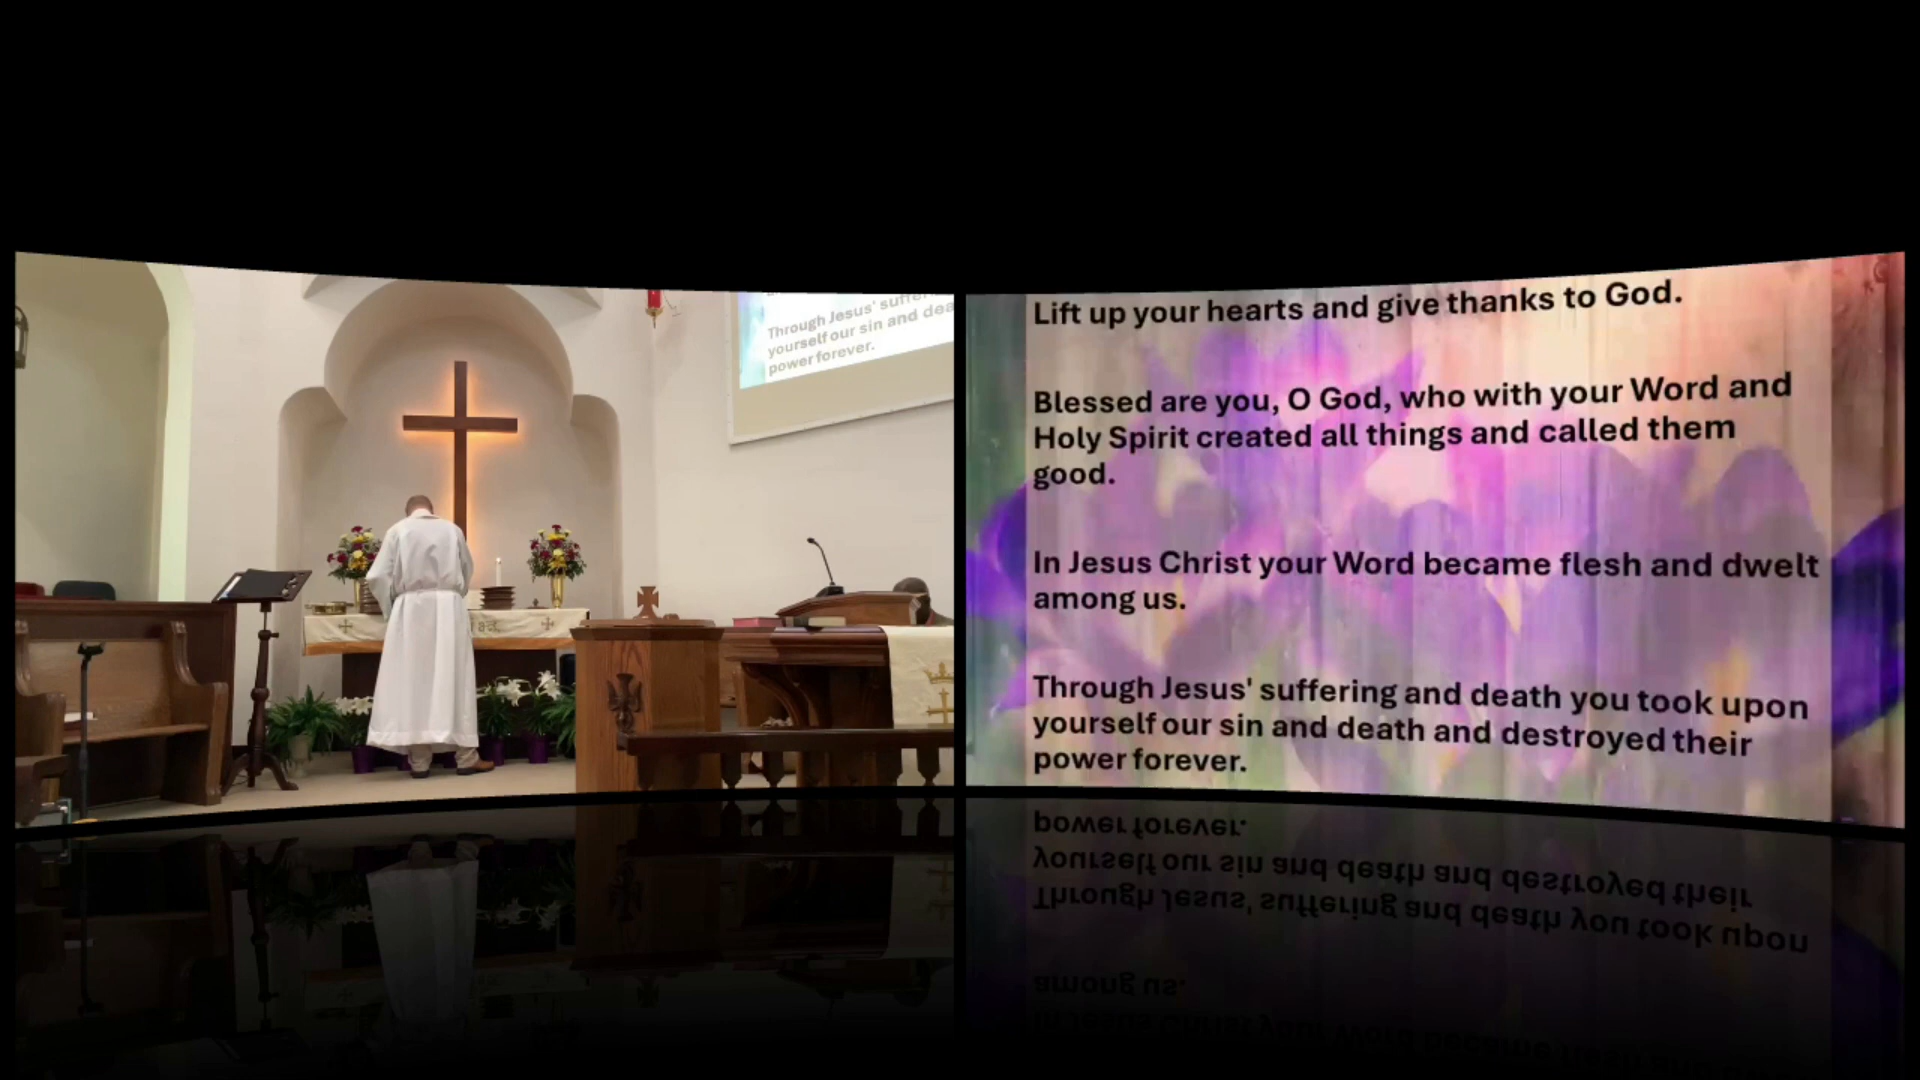 Through Jesus' suffer
yourself our sin and dea
power forever.
Lift up your hearts and give thanks to God.
Blessed are you, O God, who with your Word and
Holy Spirit created all things and called them
good.
In Jesus Christ your Word became flesh and dwelt
among us.
Through Jesus' suffering and death you took upon
yourself our sin and death and destroyed their
power forever.